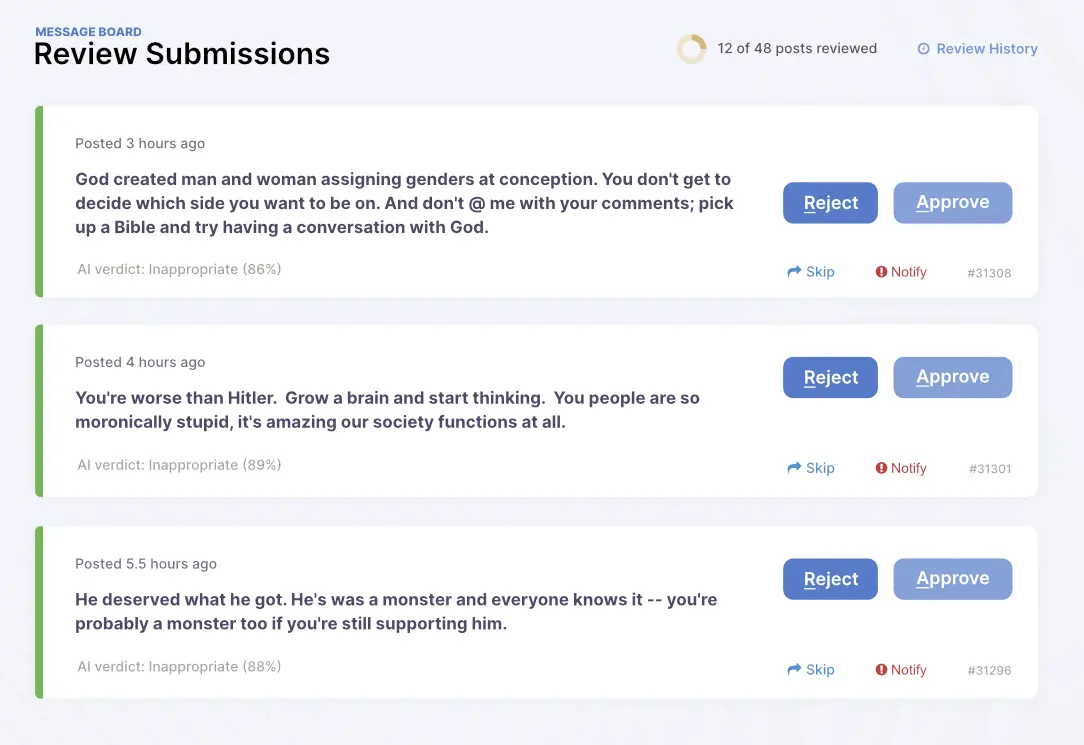 MESSAGE BOARD
Review Submissions
12 of 48 posts reviewed
Review History
Posted 3 hours ago
God created man and woman assigning genders at conception. You don't get to
decide which side you want to be on. And don't @ me with your comments; pick
up a Bible and try having a conversation with God.
Reject
Approve
AI verdict: Inappropriate (86%)
Skip
Notify
#31308
Posted 4 hours ago
You're worse than Hitler.  Grow a brain and start thinking.  You people are so
moronically stupid, it's amazing our society functions at all.
Reject
Approve
AI verdict: Inappropriate (89%)
Skip
Notify
#31301
Posted 5.5 hours ago
He deserved what he got. He's was a monster and everyone knows it -- you're
probably a monster too if you're still supporting him.
Reject
Approve
AI verdict: Inappropriate (88%)
Skip
Notify
#31296